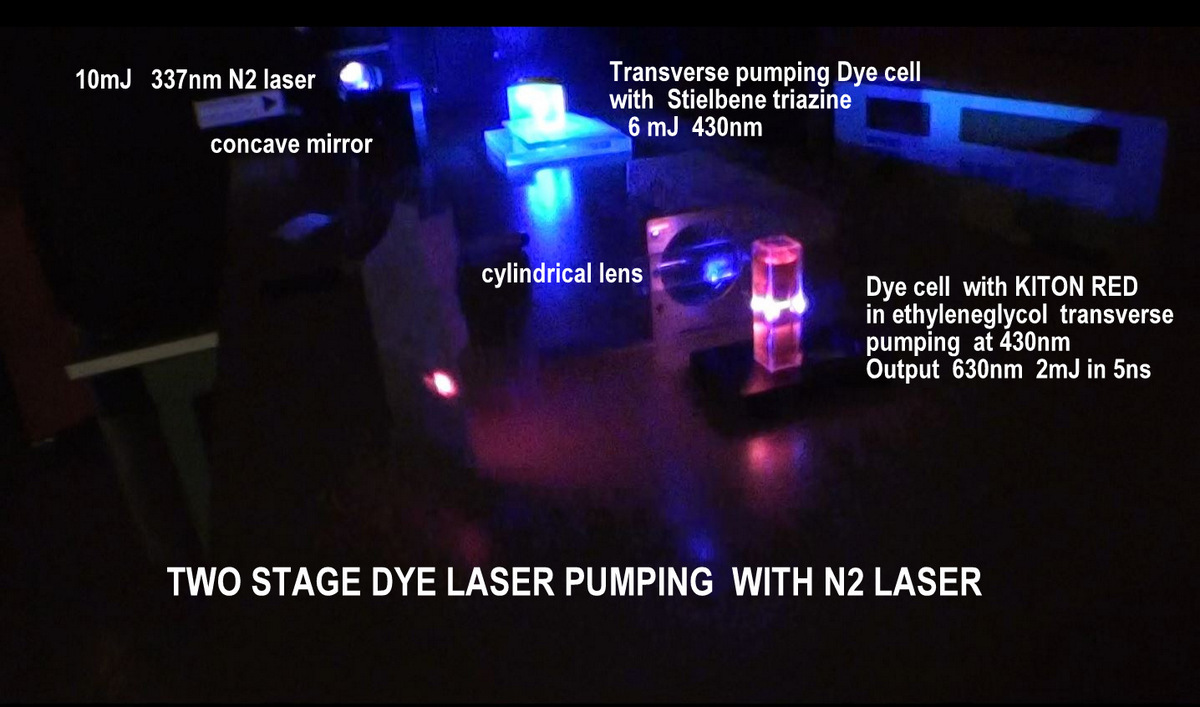 10mJ 337nm N2 laser
concave mirror
Transverse pumping Dye cell
with Stielbene triazine
6 mJ 430nm
cylindrical lens
Dye cell with KITON RED
in ethyleneglycol transverse
pumping at 430nm
Output 630nm 2mJ in 5ns
TWO STAGE DYE LASER PUMPING WITH N2 LASER